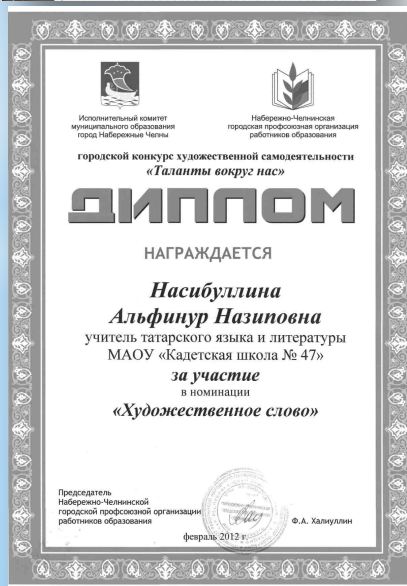 Исполнительный комитет
муниципального образования
город Набережные Челны
Набережно-Челнинская
городская профсоюзная организация
работников образования
городской конкурс художественной самодеятельности
«Таланты вокруг нас»
ДИПЛОМ
НАГРАЖДАЕТСЯ
Насибуллина
Альфинур Назиповна
учитель татарского языка и литературы
МАОУ «Кадетская школа № 47»
за участие
в номинации
«Художественное слово»
Председатель
Набережно-Челнинской
городской профсоюзной организации
работников образования
Ф.А. Халиуллин
февраль 2012 г.